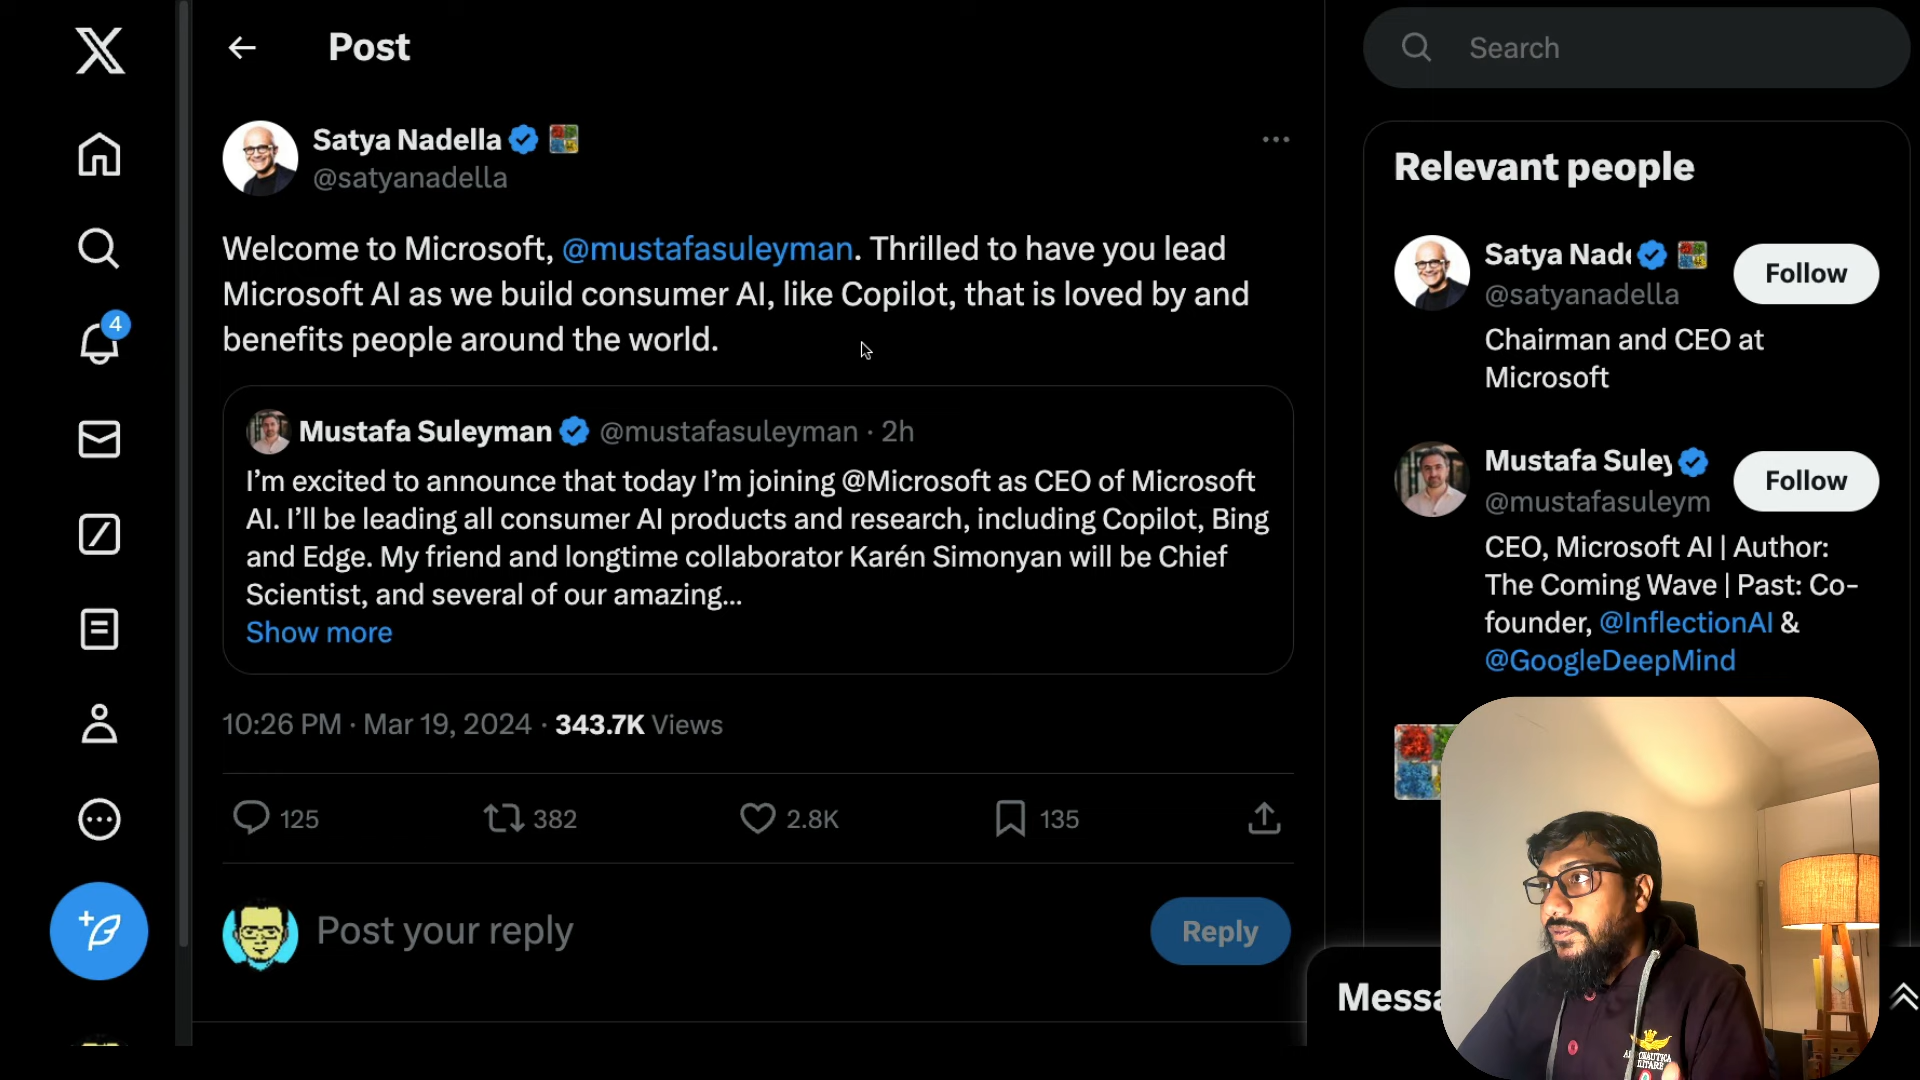 Post
Search
Satya Nadella
@satyanadella
Welcome to Microsoft, @mustafasuleyman. Thrilled to have you lead
Microsoft AI as we build consumer AI, like Copilot, that is loved by and
benefits people around the world.
Mustafa Suleyman @mustafasuleyman · 2h
I’m excited to announce that today I’m joining @Microsoft as CEO of Microsoft
AI. I’ll be leading all consumer AI products and research, including Copilot, Bing
and Edge. My friend and longtime collaborator Karén Simonyan will be Chief
Scientist, and several of our amazing...
Show more
10:26 PM · Mar 19, 2024 · 343.7K Views
125 382 2.8K 135
Post your reply
Reply
4
Relevant people
Satya Nade
@satyanadella
Follow
Chairman and CEO at
Microsoft
Mustafa Suley
@mustafasuleym
Follow
CEO, Microsoft AI | Author:
The Coming Wave | Past: Co-
founder, @InflectionAI &
@GoogleDeepMind
Messa